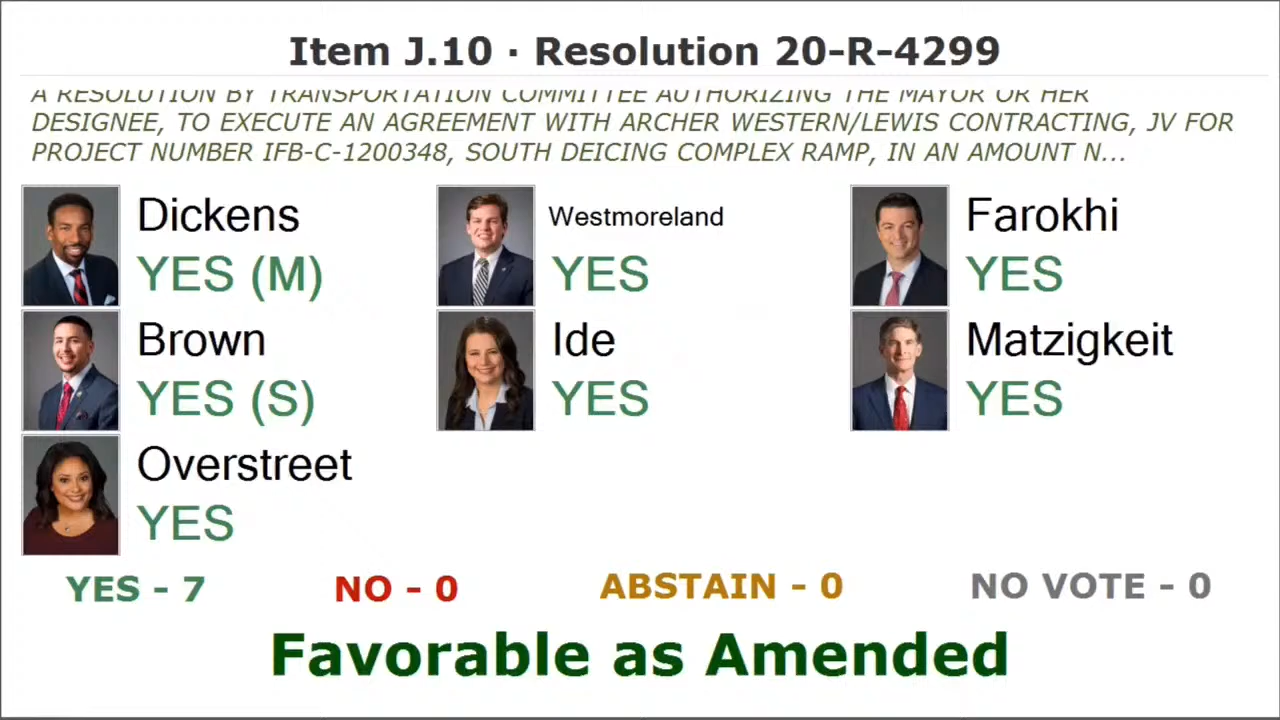 Item J.10 · Resolution 20-R-4299
A RESOLUTION BY TRANSPORTATION COMMITTEE AUTHORIZING THE MAYOR OR HER
DESIGNEE, TO EXECUTE AN AGREEMENT WITH ARCHER WESTERN/LEWIS CONTRACTING, JV FOR
PROJECT NUMBER IFB-C-1200348, SOUTH DEICING COMPLEX RAMP, IN AN AMOUNT N...
Dickens
YES (M)
Westmoreland
YES
Farokhi
YES
Brown
YES (S)
Ide
YES
Matzigkeit
YES
Overstreet
YES
YES - 7
NO - 0
ABSTAIN - 0
NO VOTE - 0
Favorable as Amended